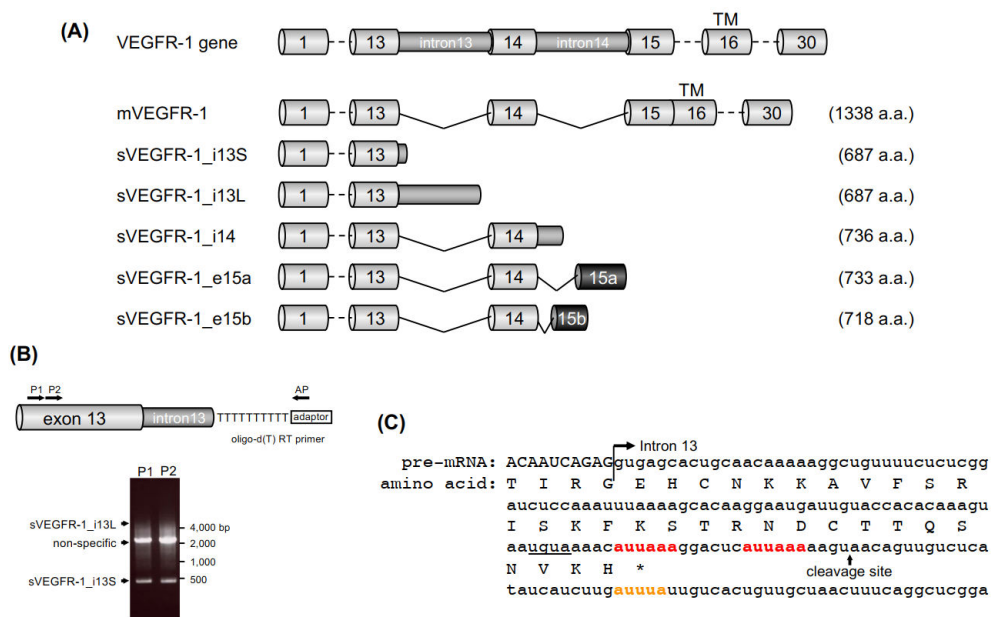 (A)
TM
VEGFR-1 gene 1 13 intron13 14 intron14 15 16 30
TM
mVEGFR-1 1 13 14 15 16 30 (1338 a.a.)
sVEGFR-1_i13S 1 13 (687 a.a.)
sVEGFR-1_i13L 1 13 (687 a.a.)
sVEGFR-1_i14 1 13 14 (736 a.a.)
sVEGFR-1_e15a 1 13 14 15a (733 a.a.)
sVEGFR-1_e15b 1 13 14 15b (718 a.a.)
(B)
P1 P2 AP
exon 13 intron13 TTTTTTTTTT adaptor
oligo-d(T) RT primer
P1 P2
sVEGFR-1_i13L
4,000 bp
non-specific
2,000
1,000
sVEGFR-1_i13S
500
(C)
Intron 13
pre-mRNA: ACAAUCAGAGgugagcacugcaacaaaaaggcuguuuucucucgg
amino acid: T I R G E H C N K K A V F S R
aucuccaaauuuaaaagcacaaggaaugauuguaccacacaaagu
I S K F K S T R N D C T T Q S
aauguaaaacauuaaaggacucauuaaaaaguaacaguugucuca
N V K H *
cleavage site
uaucaucuugauuuauugucacuguugcuaacuuucaggcucgga